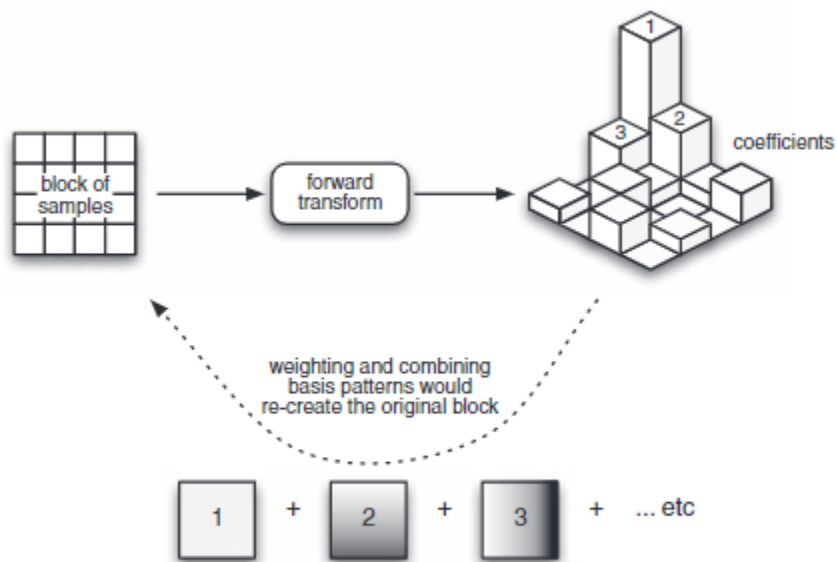 1
3
2
coefficients
block of
samples
forward
transform
weighting and combining
basis patterns would
re-create the original block
1 + 2 + 3 + ... etc